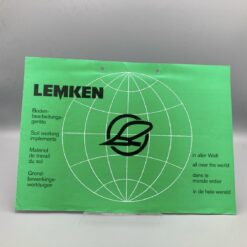 LEMKEN
Boden-
bearbeitungs-
geräte
Soil working
implements
Matériel
de travail
du sol
Grond-
bewerkings-
werktuigen
in aller Welt
all over the world
dans le
monde entier
in de hele wereld